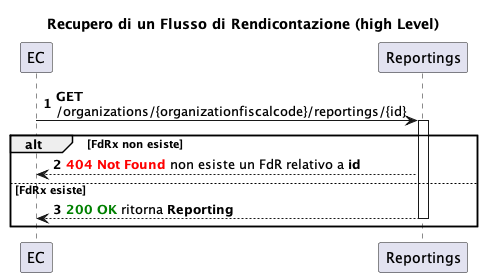 Recupero di un Flusso di Rendicontazione (high Level)
EC
Reportings
1 GET
/organizations/{organizationfiscalcode}/reportings/{id}
alt
[FdRx non esiste]
2 404 Not Found non esiste un FdR relativo a id
[FdRx esiste]
3 200 OK ritorna Reporting
EC
Reportings